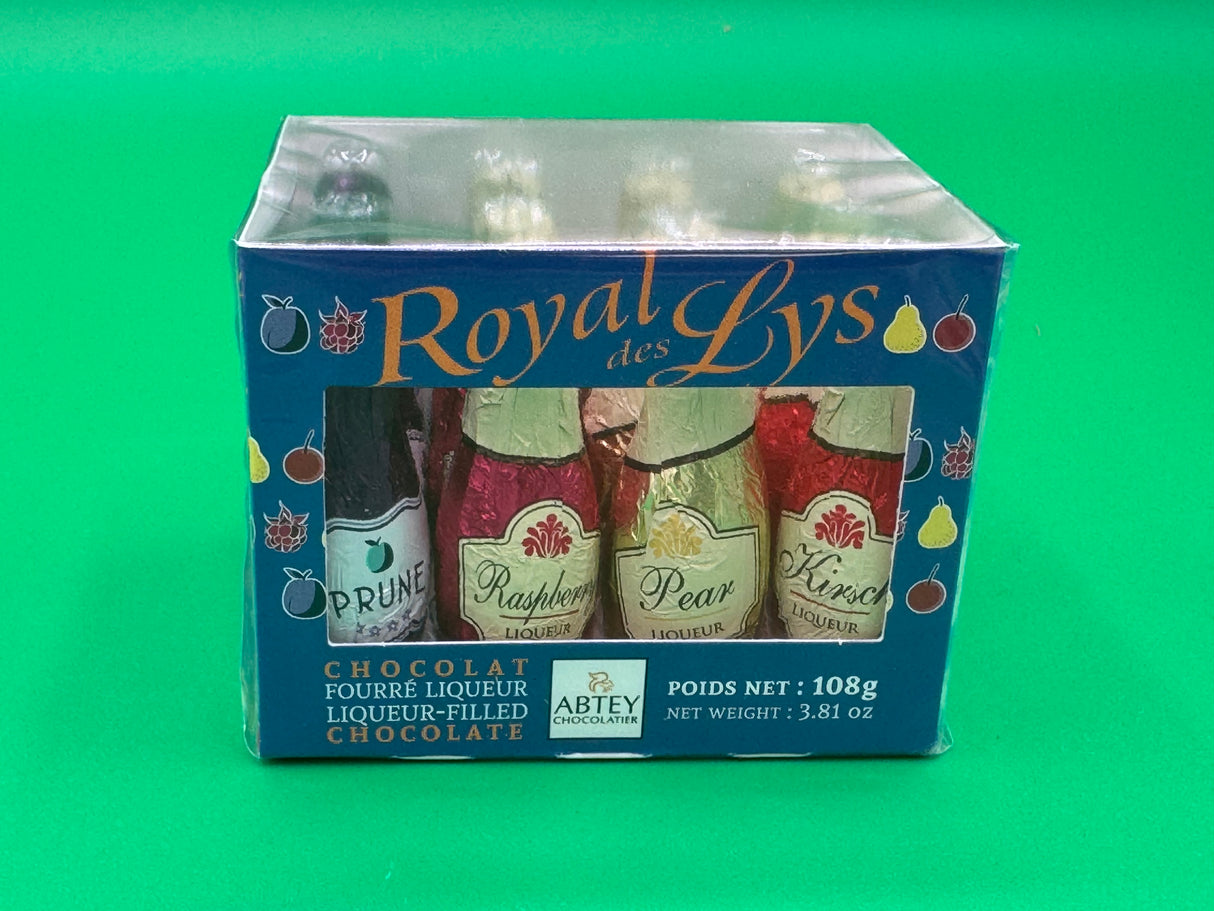 Royal des Lys
PRUNE
Raspberry
LIQUEUR
Pear
LIQUEUR
Kirsch
LIQUEUR
CHOCOLAT
FOURRÉ LIQUEUR
LIQUEUR-FILLED
CHOCOLATE
ABTEY
CHOCOLATIER
POIDS NET : 108g
NET WEIGHT : 3.81 OZ